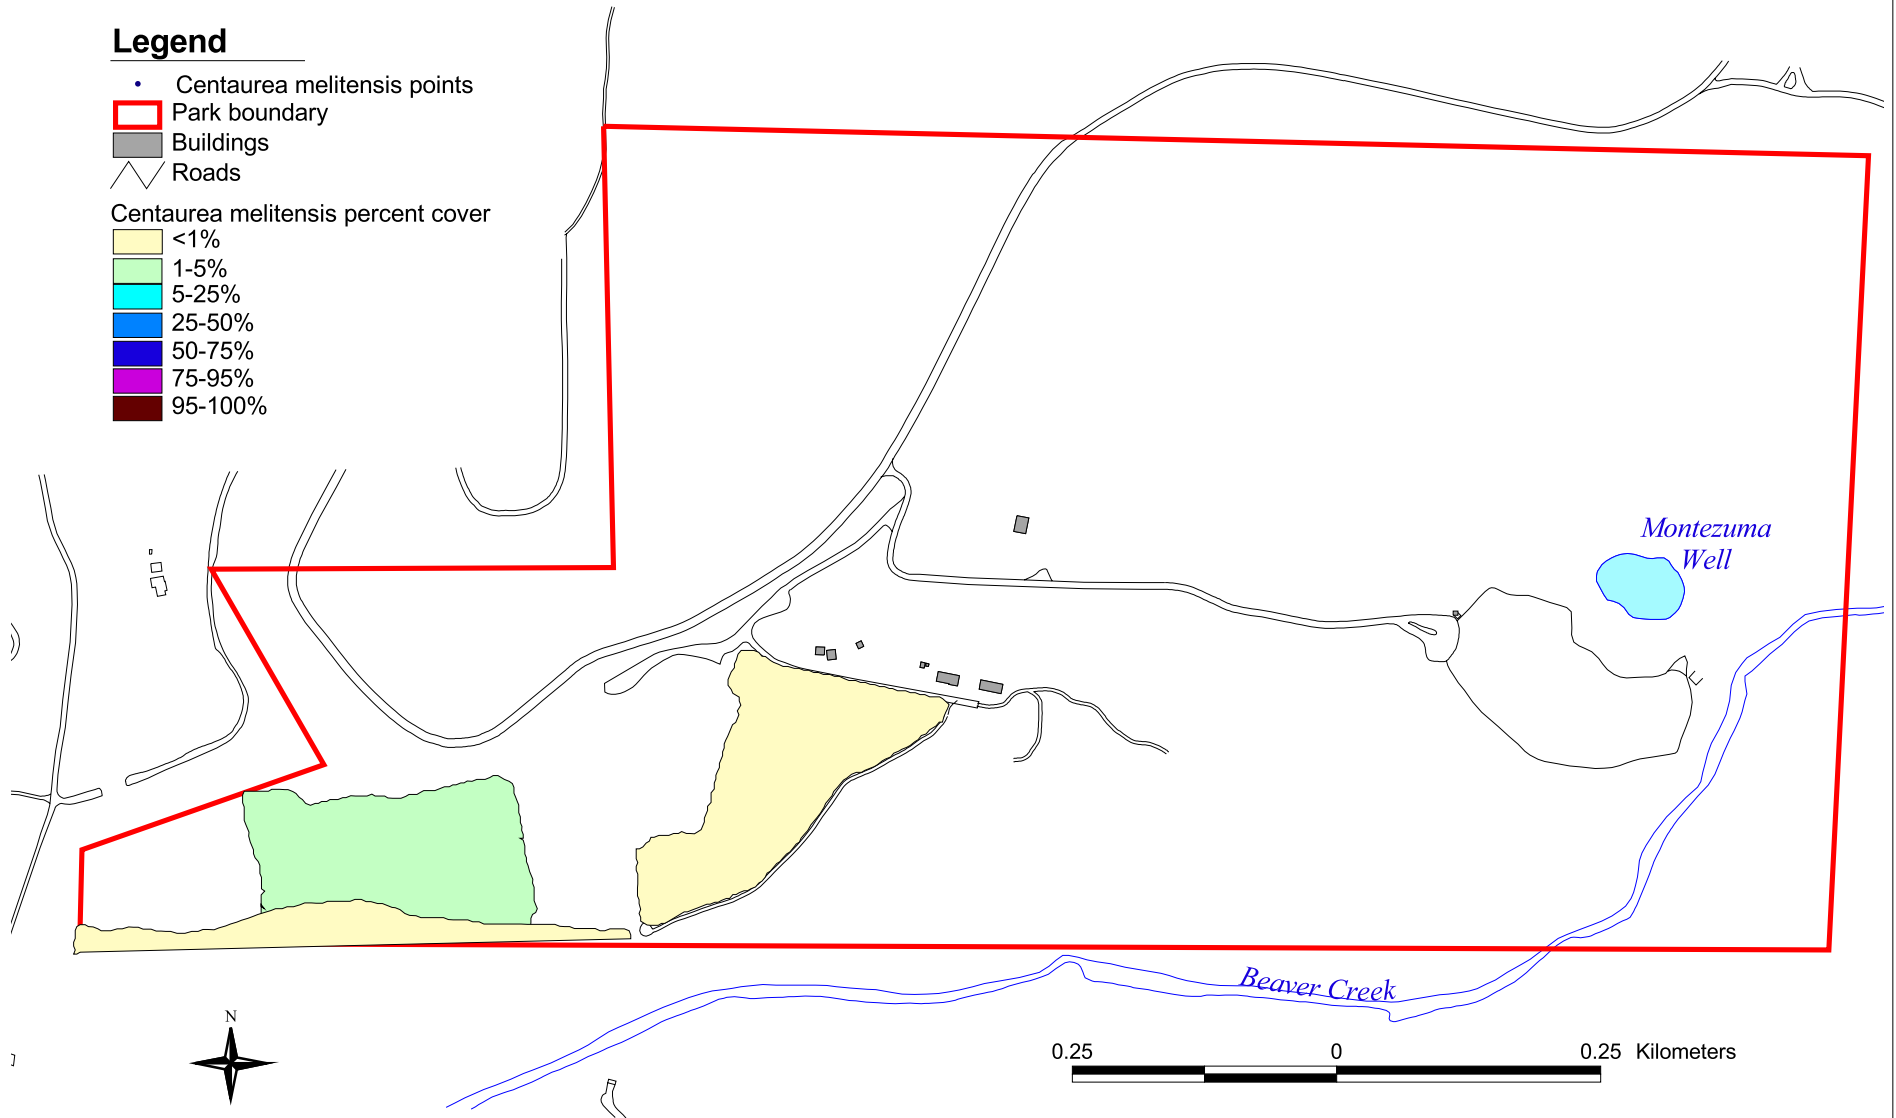 Legend
Centaurea melitensis points
Park boundary
Buildings
Roads
Centaurea melitensis percent cover
<1%
1-5%
5-25%
25-50%
50-75%
75-95%
95-100%
Montezuma
Well
Beaver Creek
N
0.25 0 0.25 Kilometers